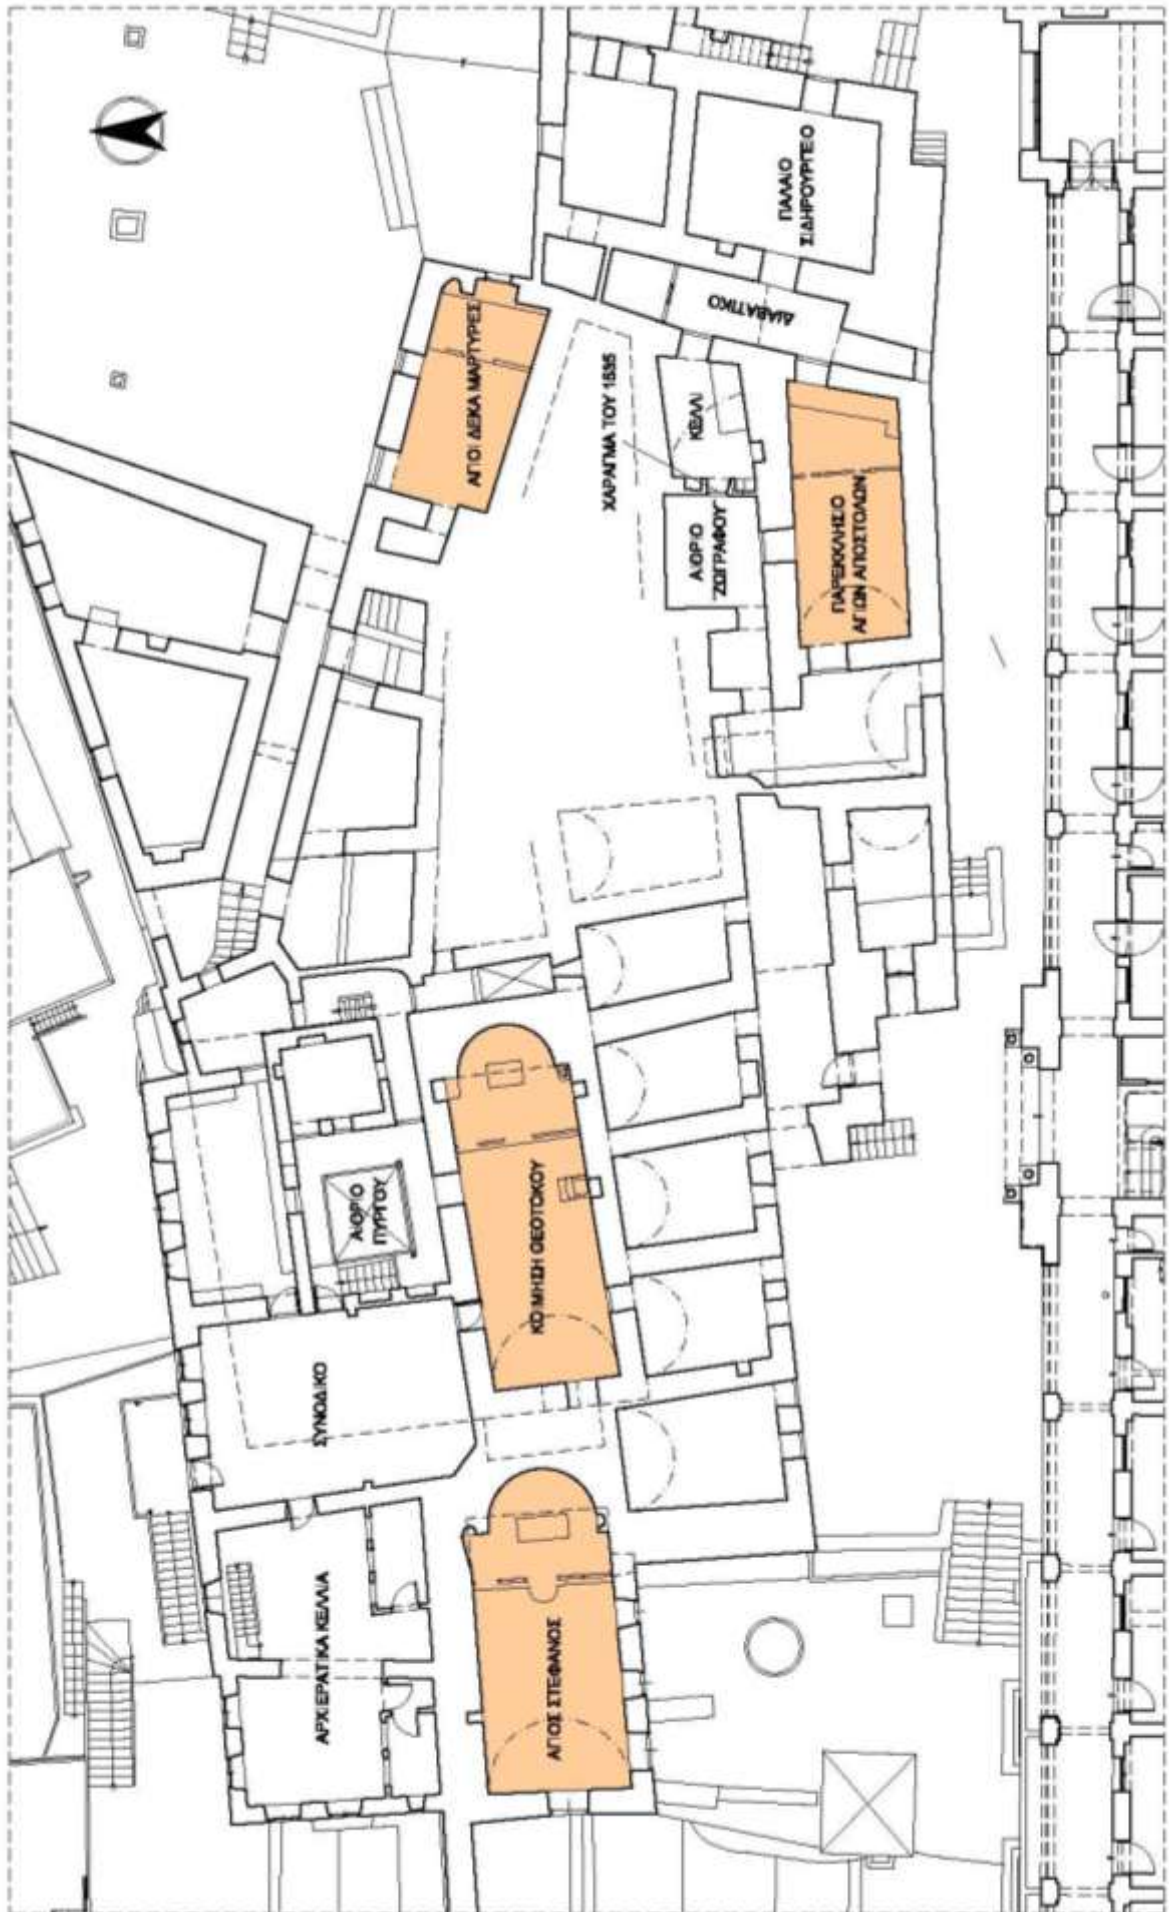 ΠΑΛΑΙΟ
ΣΙΔΗΡΟΥΡΓΕΙΟ
ΔΙΑΒΑΤΙΚΟ
ΑΓΙΟΙ ΔΕΚΑ ΜΑΡΤΥΡΕΣ
ΧΑΡΑΓΜΑ ΤΟΥ 1535
ΚΕΛΛΙ
ΑΙΘΡΙΟ
ΖΩΓΡΑΦΟΥ
ΠΑΡΕΚΚΛΗΣΙΟ
ΑΓΙΩΝ ΑΠΟΣΤΟΛΩΝ
ΑΙΘΡΙΟ
ΠΥΡΓΟΥ
ΚΟΙΜΗΣΗ ΘΕΟΤΟΚΟΥ
ΣΥΝΟΔΙΚΟ
ΑΡΧΙΕΡΑΤΙΚΑ ΚΕΛΛΙΑ
ΑΓΙΟΣ ΣΤΕΦΑΝΟΣ